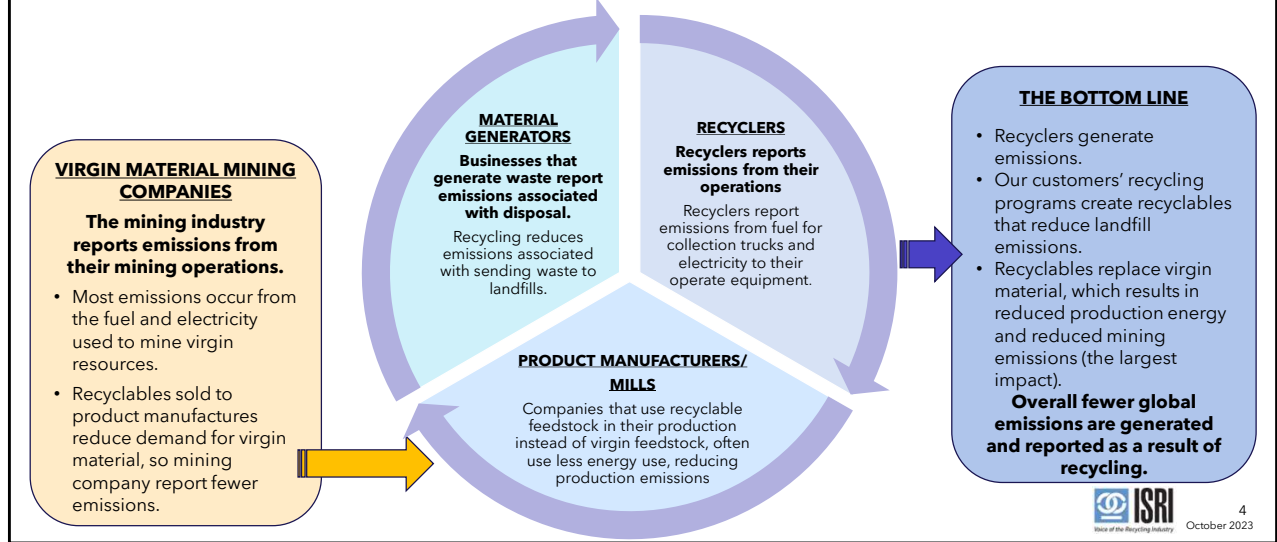 VIRGIN MATERIAL MINING
COMPANIES
The mining industry
reports emissions from
their mining operations.
• Most emissions occur from
the fuel and electricity
used to mine virgin
resources.
• Recyclables sold to
product manufactures
reduce demand for virgin
material, so mining
company report fewer
emissions.
MATERIAL
GENERATORS
Businesses that
generate waste report
emissions associated
with disposal.
Recycling reduces
emissions associated
with sending waste to
landfills.
RECYCLERS
Recyclers reports
emissions from their
operations
Recyclers report
emissions from fuel for
collection trucks and
electricity to their
operate equipment.
PRODUCT MANUFACTURERS/
MILLS
Companies that use recyclable
feedstock in their production
instead of virgin feedstock, often
use less energy use, reducing
production emissions
THE BOTTOM LINE
• Recyclers generate
emissions.
• Our customers’ recycling
programs create recyclables
that reduce landfill
emissions.
• Recyclables replace virgin
material, which results in
reduced production energy
and reduced mining
emissions (the largest
impact).
Overall fewer global
emissions are generated
and reported as a result of
recycling.
ISRI
Voice of the Recycling Industry
4
October 2023